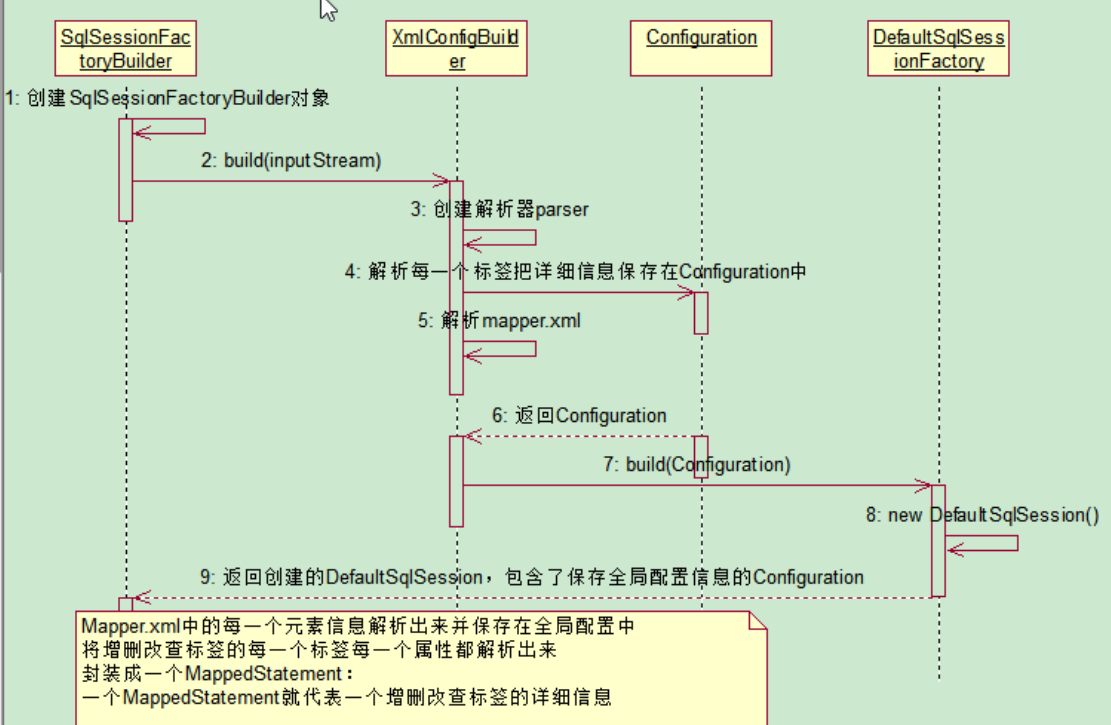 SqlSessionFac
toryBuilder
XmlConfigBuild
er
Configuration
DefaultSqlSess
ionFactory
1: 创建SqlSessionFactoryBuilder对象
2: build(inputStream)
3: 创建解析器parser
4: 解析每一个标签把详细信息保存在Configuration中
5: 解析mapper.xml
6: 返回Configuration
7: build(Configuration)
8: new DefaultSqlSession()
9: 返回创建的DefaultSqlSession，包含了保存全局配置信息的Configuration
Mapper.xml中的每一个元素信息解析出来并保存在全局配置中
将增删改查标签的每一个标签每一个属性都解析出来
封装成一个MappedStatement：
一个MappedStatement就代表一个增删改查标签的详细信息